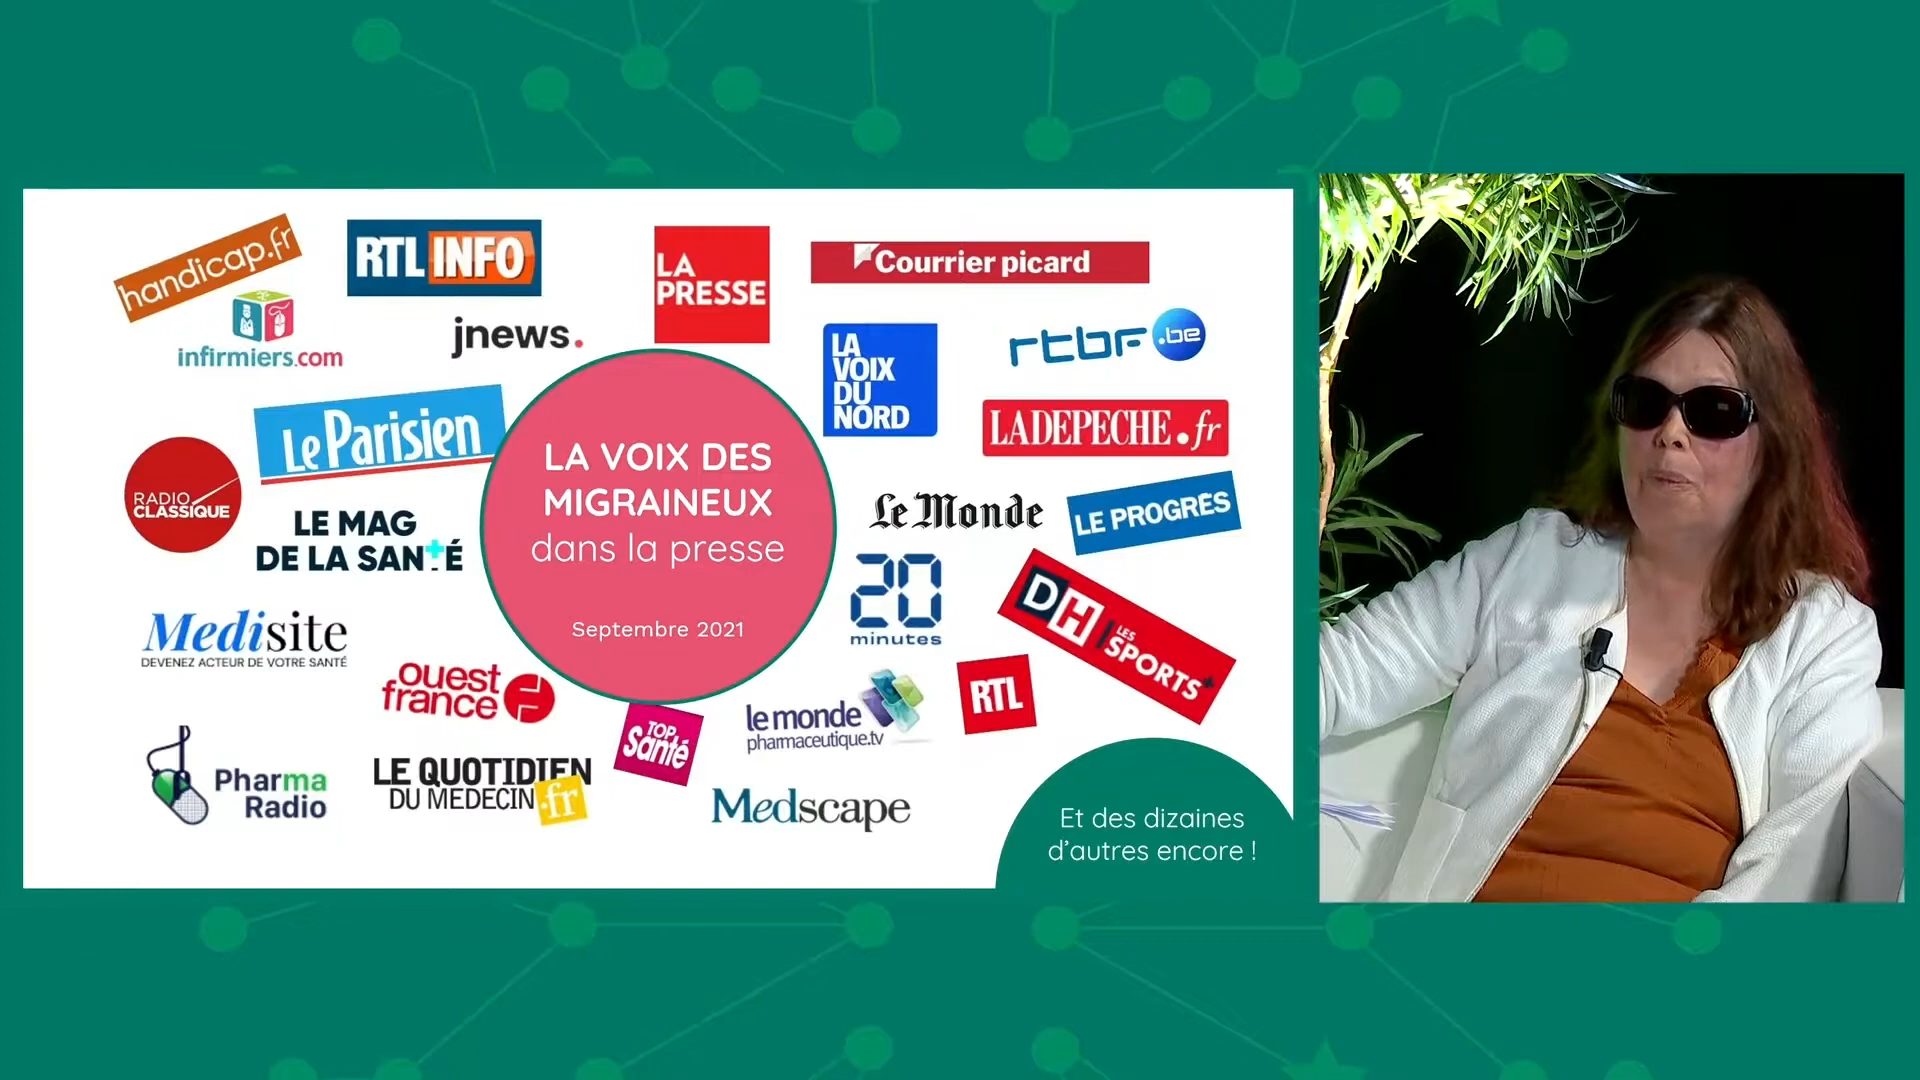 handicap.fr
RTL INFO
LA
PRESSE
Courrier picard
infirmiers.com
jnews.
LA
VOIX
DU
NORD
rtbf.be
Le Parisien
LADEPECHE.fr
RADIO
CLASSIQUE
LE MAG
DE LA SANTÉ
LA VOIX DES
MIGRAINEUX
dans la presse
Septembre 2021
Le Monde
LE PROGRÈS
20
minutes
DH LES
SPORTS+
Medisite
DEVENEZ ACTEUR DE VOTRE SANTÉ
ouest
france
TOP
Santé
le monde
pharmaceutique.tv
RTL
Pharma
Radio
LE QUOTIDIEN
DU MEDECIN.fr
Medscape
Et des dizaines
d'autres encore !